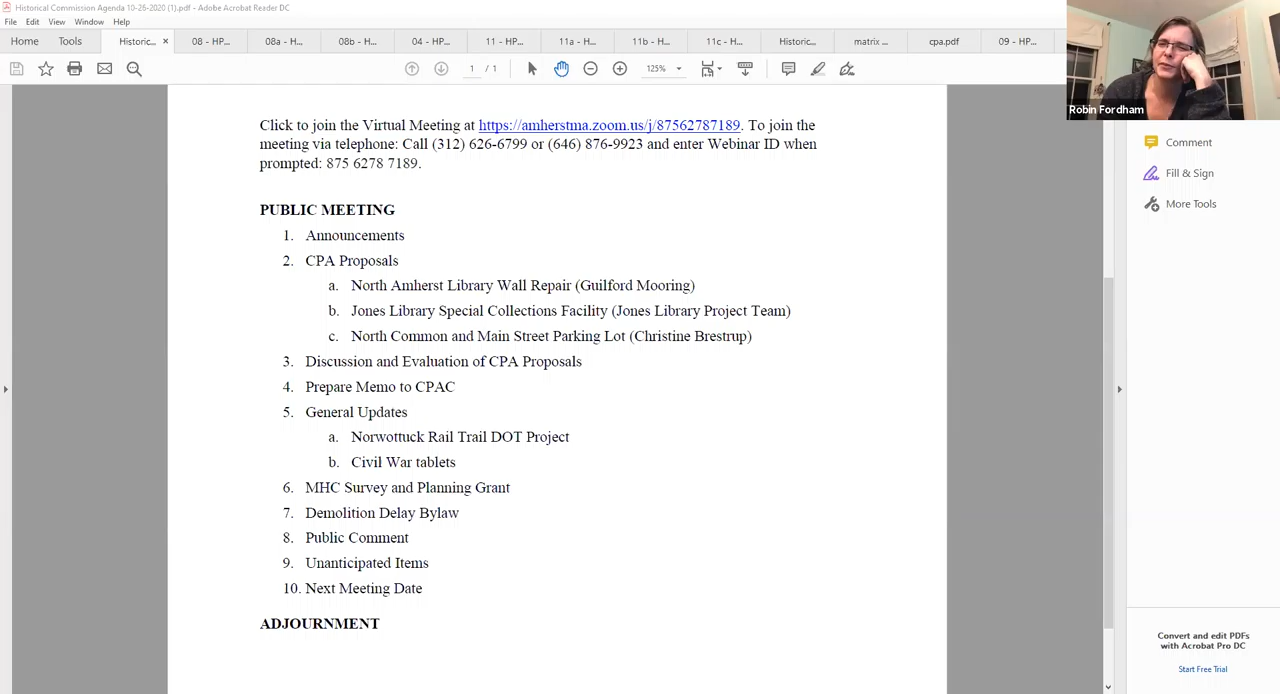 Historical Commission Agenda 10-26-2020 (1).pdf - Adobe Acrobat Reader DC
File Edit View Window Help
Home Tools Historic... × 08 - HP... 08a - H... 08b - H... 04 - HP... 11 - HP... 11a - H... 11b - H... 11c - H... Historic... matrix ... cpa.pdf 09 - HP...
1 / 1 125%
Robin Fordham
Comment
Fill & Sign
More Tools
Click to join the Virtual Meeting at https://amherstma.zoom.us/j/87562787189. To join the
meeting via telephone: Call (312) 626-6799 or (646) 876-9923 and enter Webinar ID when
prompted: 875 6278 7189.
PUBLIC MEETING
1. Announcements
2. CPA Proposals
a. North Amherst Library Wall Repair (Guilford Mooring)
b. Jones Library Special Collections Facility (Jones Library Project Team)
c. North Common and Main Street Parking Lot (Christine Brestrup)
3. Discussion and Evaluation of CPA Proposals
4. Prepare Memo to CPAC
5. General Updates
a. Norwottuck Rail Trail DOT Project
b. Civil War tablets
6. MHC Survey and Planning Grant
7. Demolition Delay Bylaw
8. Public Comment
9. Unanticipated Items
10. Next Meeting Date
ADJOURNMENT
Convert and edit PDFs
with Acrobat Pro DC
Start Free Trial